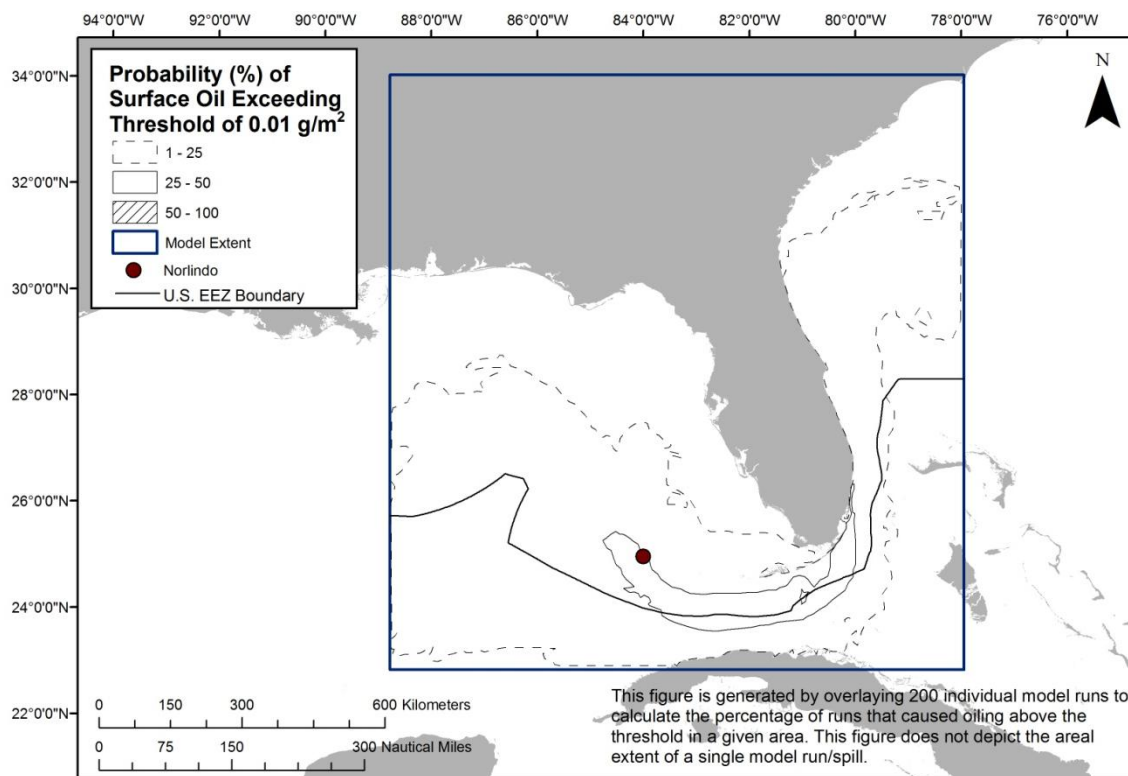 94°0'0"W 92°0'0"W 90°0'0"W 88°0'0"W 86°0'0"W 84°0'0"W 82°0'0"W 80°0'0"W 78°0'0"W 76°0'0"W
Probability (%) of
Surface Oil Exceeding
Threshold of 0.01 g/m²
1 - 25
25 - 50
50 - 100
Model Extent
Norlindo
U.S. EEZ Boundary
N
34°0'0"N
32°0'0"N
30°0'0"N
28°0'0"N
26°0'0"N
24°0'0"N
22°0'0"N
0 150 300 600 Kilometers
0 75 150 300 Nautical Miles
This figure is generated by overlaying 200 individual model runs to
calculate the percentage of runs that caused oiling above the
threshold in a given area. This figure does not depict the areal
extent of a single model run/spill.